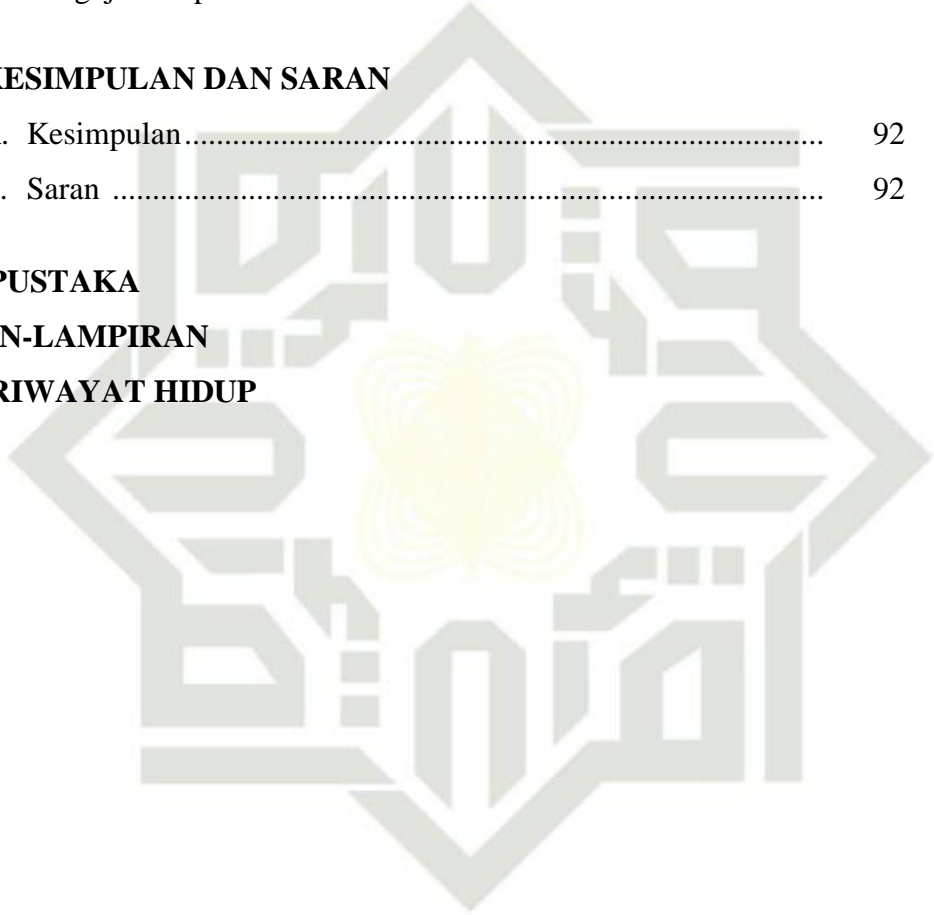 KESIMPULAN DAN SARAN
. Kesimpulan................................................................................ 92
. Saran ......................................................................................... 92
PUSTAKA
N-LAMPIRAN
RIWAYAT HIDUP